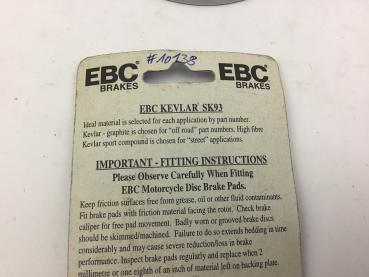 #10138
EBC BRAKES EBC BRAKES
EBC KEVLAR SK93
Ideal material is selected for each application by part number.
Kevlar - graphite is chosen for "off road" part numbers. High fibre
Kevlar sport compound is chosen for "street" applications.
IMPORTANT - FITTING INSTRUCTIONS
Please Observe Carefully When Fitting
EBC Motorcycle Disc Brake Pads.
Keep friction surfaces free from grease, oil or other fluid contaminants.
Fit brake pads with friction material facing the rotor. Check brake
caliper for free pad movement. Badly worn or grooved brake discs
should be skimmed/machined. Failure to do so extends bedding in time
considerably and may cause severe reduction/loss in brake
performance. Inspect brake pads regularly and replace when 2
millimetre or one eighth of an inch of material left on backing plate.